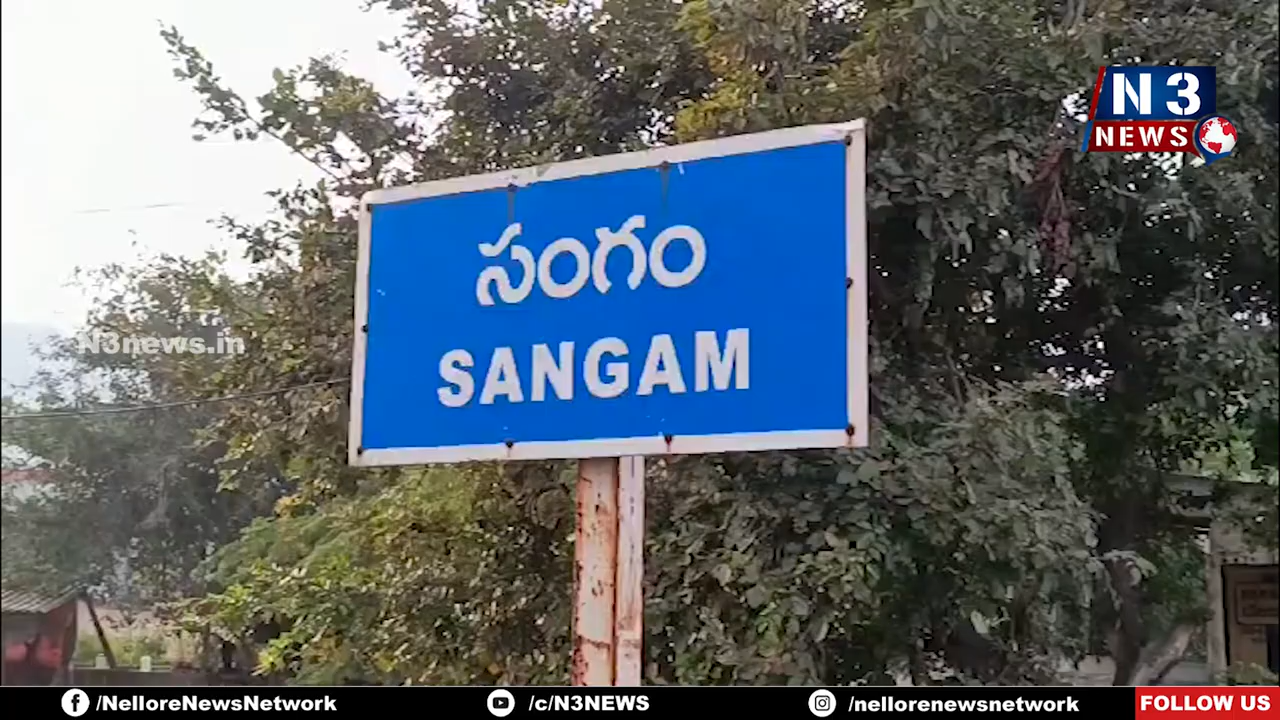 N3
NEWS
సంగం
SANGAM
N3news.in
/NelloreNewsNetwork
/c/N3NEWS
/nellorenewsnetwork
FOLLOW US